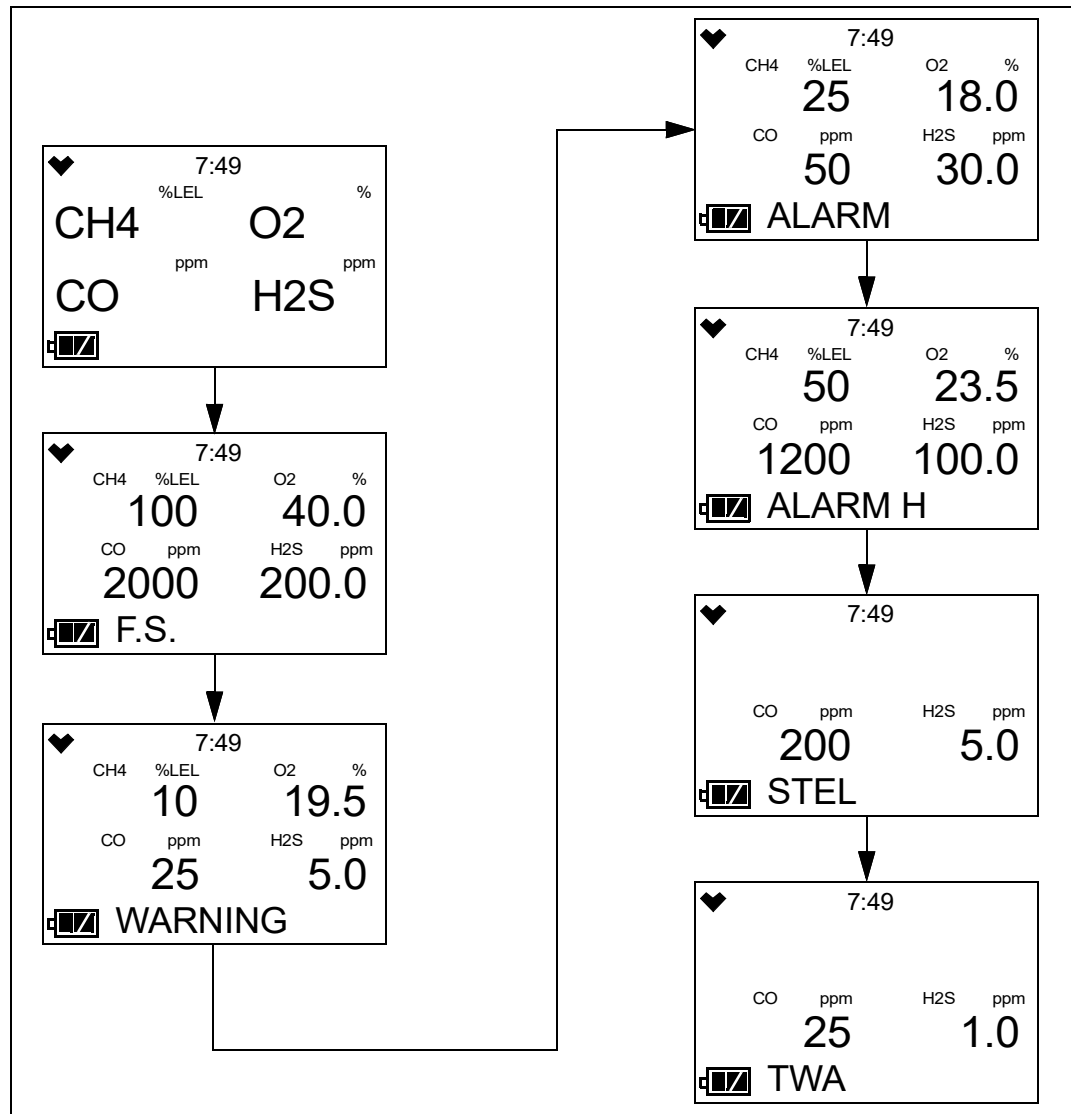 7:49
%LEL %
CH4 O2
ppm ppm
CO H2S
7:49
CH4 %LEL O2 %
100 40.0
CO ppm H2S ppm
2000 200.0
F.S.
7:49
CH4 %LEL O2 %
10 19.5
CO ppm H2S ppm
25 5.0
WARNING
7:49
CH4 %LEL O2 %
25 18.0
CO ppm H2S ppm
50 30.0
ALARM
7:49
CH4 %LEL O2 %
50 23.5
CO ppm H2S ppm
1200 100.0
ALARM H
7:49
CO ppm H2S ppm
200 5.0
STEL
7:49
CO ppm H2S ppm
25 1.0
TWA